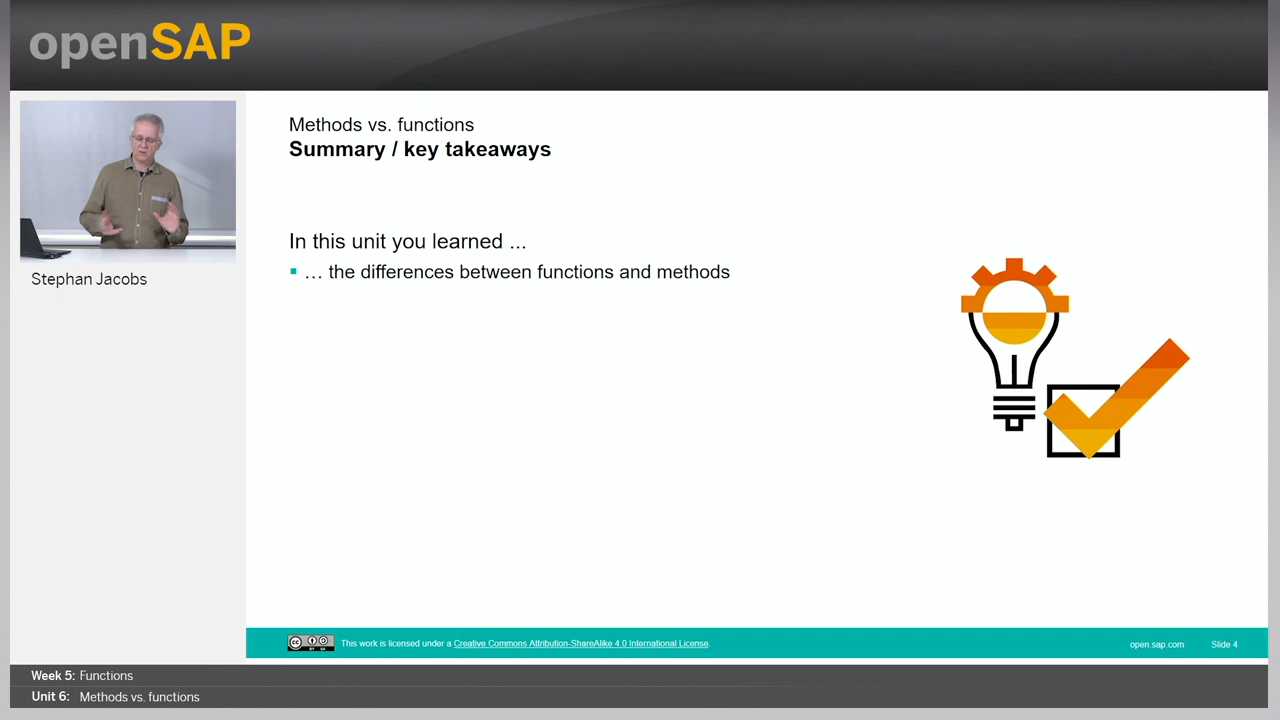 openSAP
Methods vs. functions
Summary / key takeaways
In this unit you learned ...
… the differences between functions and methods
Stephan Jacobs
This work is licensed under a Creative Commons Attribution-ShareAlike 4.0 International License.
open.sap.com
Slide 4
Week 5: Functions
Unit 6: Methods vs. functions